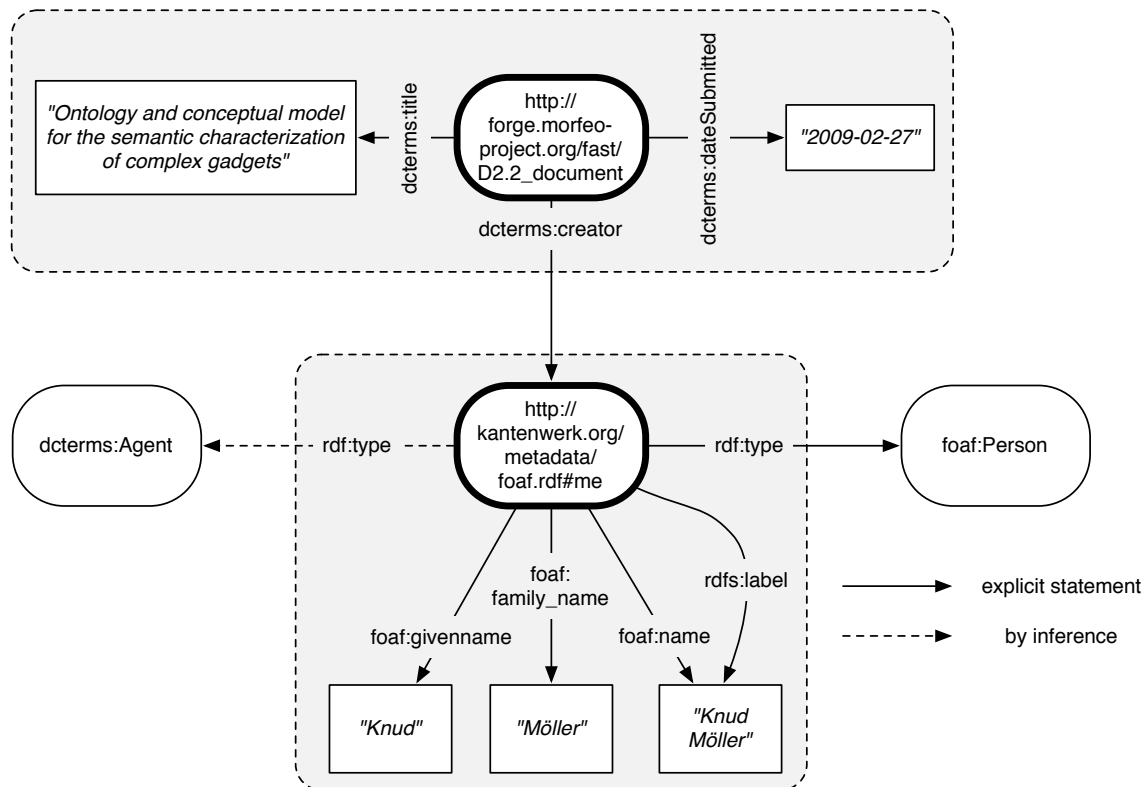 "Ontology and conceptual model
for the semantic characterization
of complex gadgets"
dcterms:title
http://
forge.morfeo-
project.org/fast/
D2.2_document
dcterms:dateSubmitted
"2009-02-27"
dcterms:creator
dcterms:Agent
rdf:type
http://
kantenwerk.org/
metadata/
foaf.rdf#me
rdf:type
foaf:Person
foaf:givenname
foaf:
family_name
foaf:name
rdfs:label
"Knud"
"Möller"
"Knud
Möller"
explicit statement
by inference